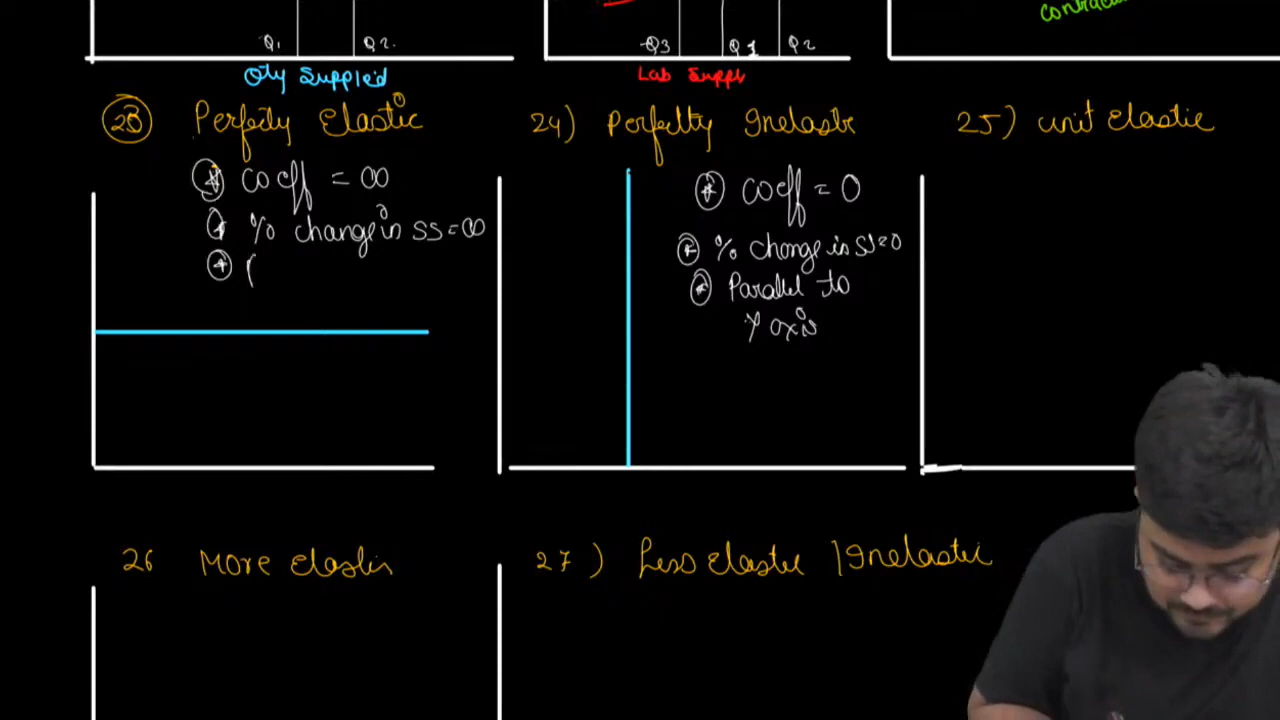 Q1 Q2.
Q3 Q1 Q2
Qty Supplied
Lab Suppl
23 Perfectly Elastic
24) Perfectly Inelastic
25) unit Elastic
* coeff = ∞
* % change in SS = ∞
*
* coeff = 0
* % change in SS = 0
* Parallel to
Y axis
26 More Elastic
27) Less Elastic / Inelastic